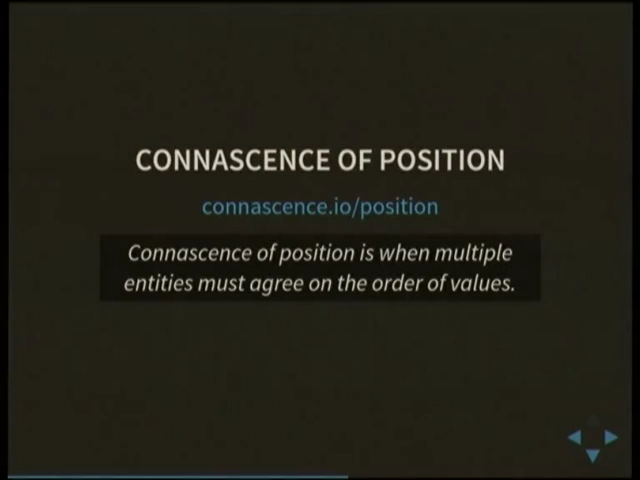 CONNASCENCE OF POSITION
connascence.io/position
Connascence of position is when multiple
entities must agree on the order of values.